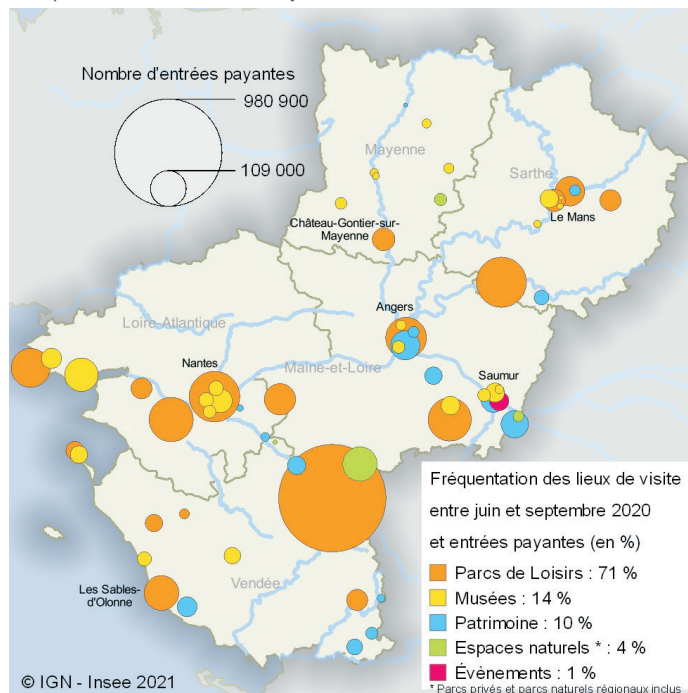 Nombre d'entrées payantes
980 900
109 000
Mayenne
Sarthe
Le Mans
Château-Gontier-sur-
Mayenne
Angers
Loire-Atlantique
Nantes
Maine-et-Loire
Saumur
Les Sables-
d'Olonne
Vendée
Fréquentation des lieux de visite
entre juin et septembre 2020
et entrées payantes (en %)
Parcs de Loisirs : 71 %
Musées : 14 %
Patrimoine : 10 %
Espaces naturels * : 4 %
Évènements : 1 %
* Parcs privés et parcs naturels régionaux inclus
© IGN - Insee 2021